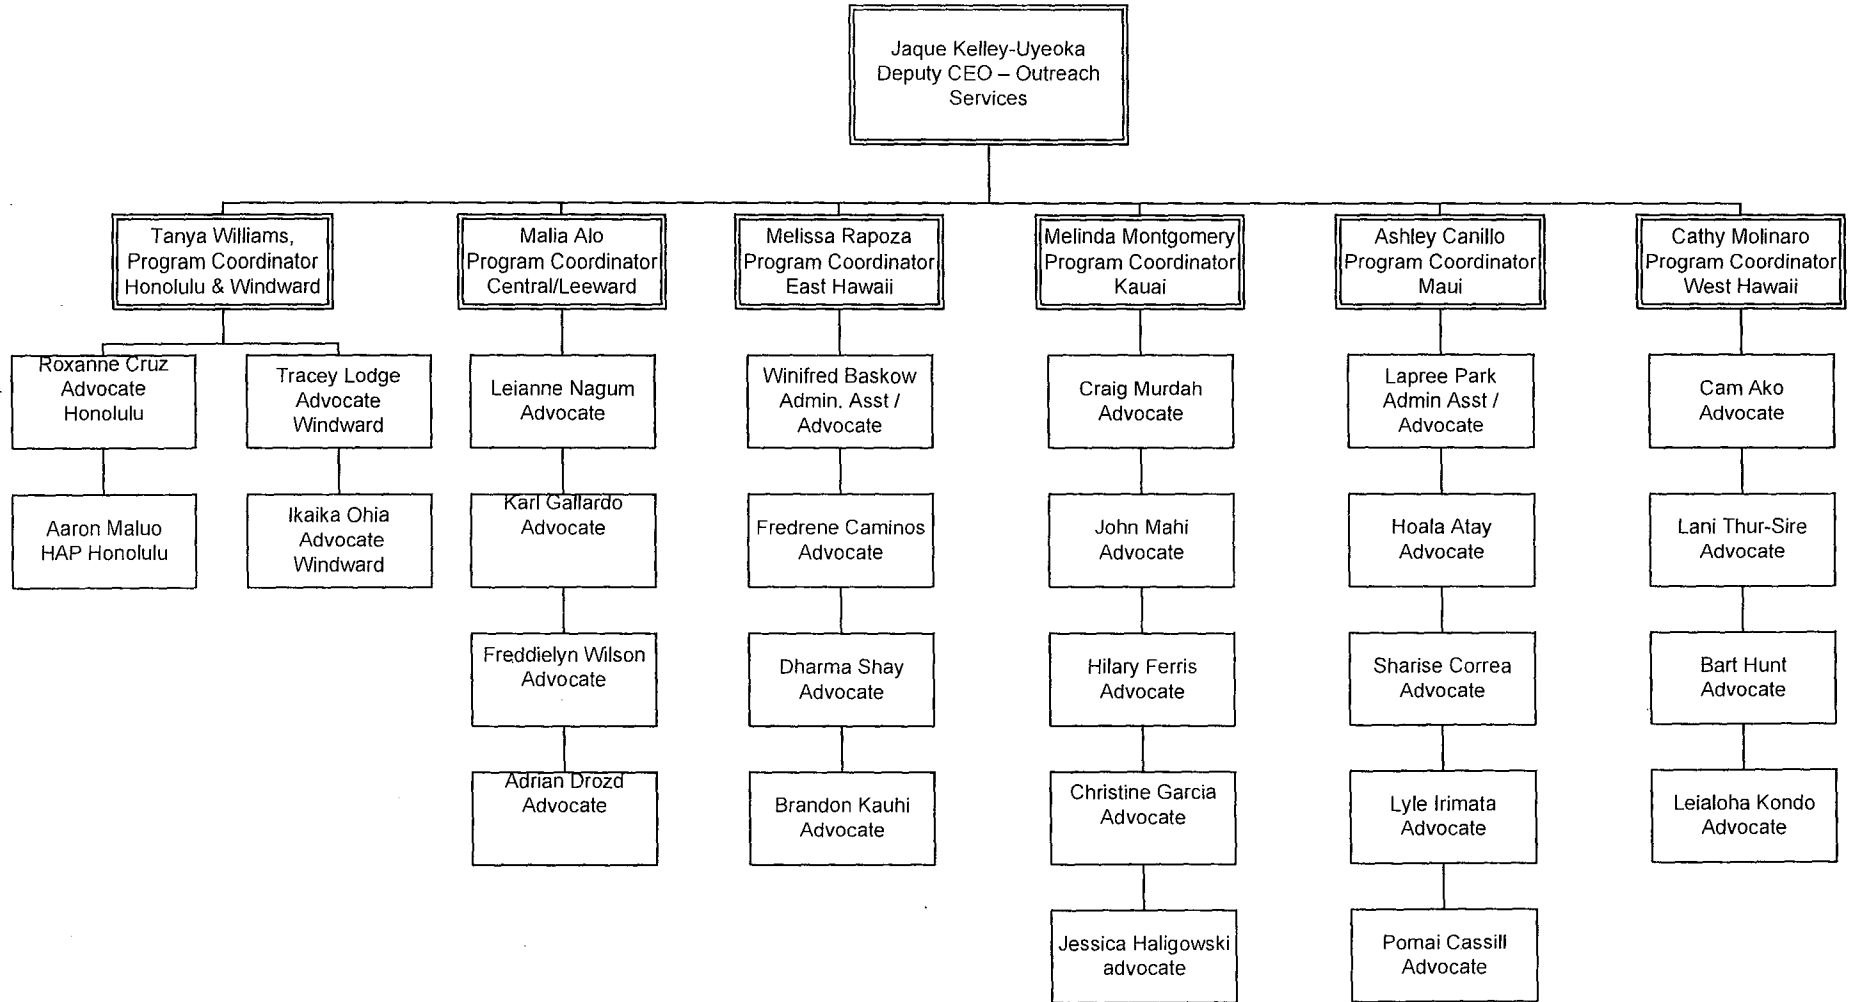 Jaque Kelley-Uyeoka
Deputy CEO – Outreach
Services
Tanya Williams,
Program Coordinator
Honolulu & Windward
Malia Alo
Program Coordinator
Central/Leeward
Melissa Rapoza
Program Coordinator
East Hawaii
Melinda Montgomery
Program Coordinator
Kauai
Ashley Canillo
Program Coordinator
Maui
Cathy Molinaro
Program Coordinator
West Hawaii
Roxanne Cruz
Advocate
Honolulu
Tracey Lodge
Advocate
Windward
Leianne Nagum
Advocate
Winifred Baskow
Admin. Asst /
Advocate
Craig Murdah
Advocate
Lapree Park
Admin Asst /
Advocate
Cam Ako
Advocate
Aaron Maluo
HAP Honolulu
Ikaika Ohia
Advocate
Windward
Karl Gallardo
Advocate
Fredrene Caminos
Advocate
John Mahi
Advocate
Hoala Atay
Advocate
Lani Thur-Sire
Advocate
Freddielyn Wilson
Advocate
Dharma Shay
Advocate
Hilary Ferris
Advocate
Sharise Correa
Advocate
Bart Hunt
Advocate
Adrian Drozd
Advocate
Brandon Kauhi
Advocate
Christine Garcia
Advocate
Lyle Irimata
Advocate
Leialoha Kondo
Advocate
Jessica Haligowski
advocate
Pomai Cassill
Advocate